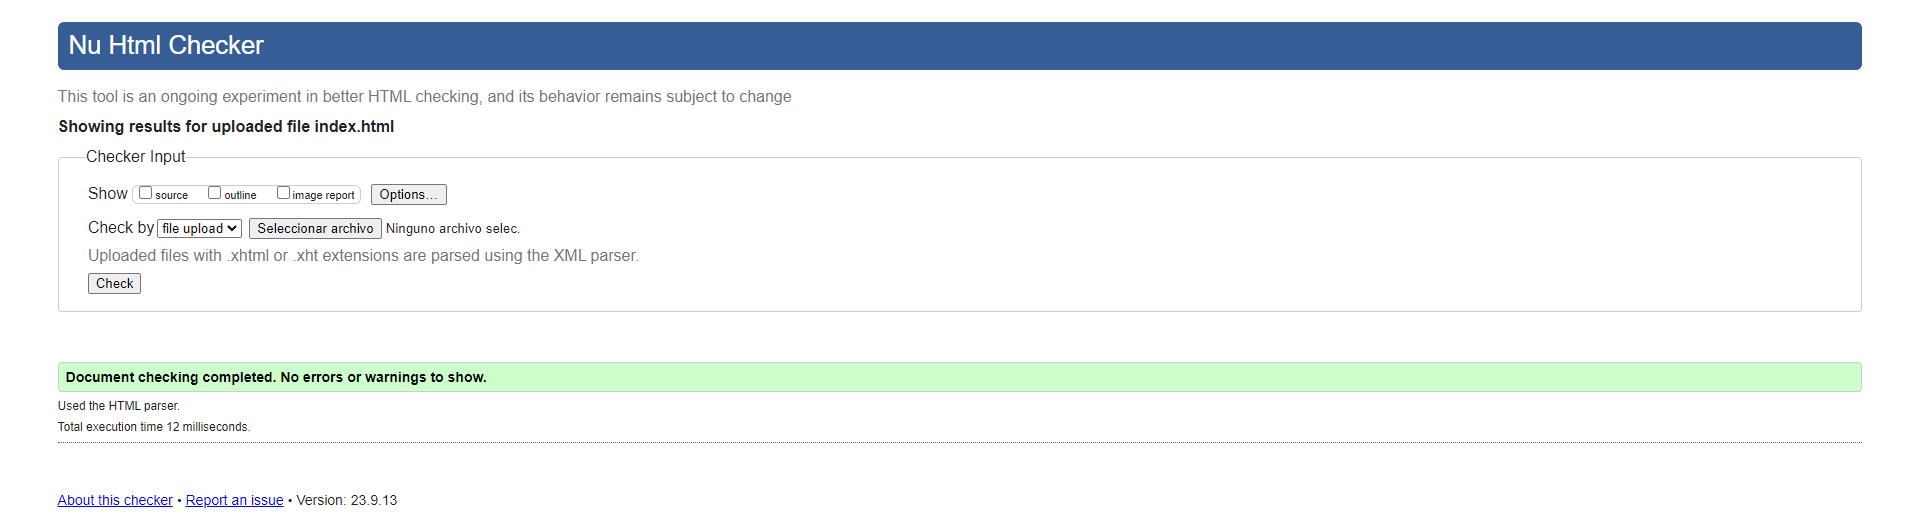 Nu Html Checker
This tool is an ongoing experiment in better HTML checking, and its behavior remains subject to change
Showing results for uploaded file index.html
Checker Input
Show source outline image report Options...
Check by file upload Seleccionar archivo Ninguno archivo selec.
Uploaded files with .xhtml or .xht extensions are parsed using the XML parser.
Check
Document checking completed. No errors or warnings to show.
Used the HTML parser.
Total execution time 12 milliseconds.
About this checker • Report an issue • Version: 23.9.13